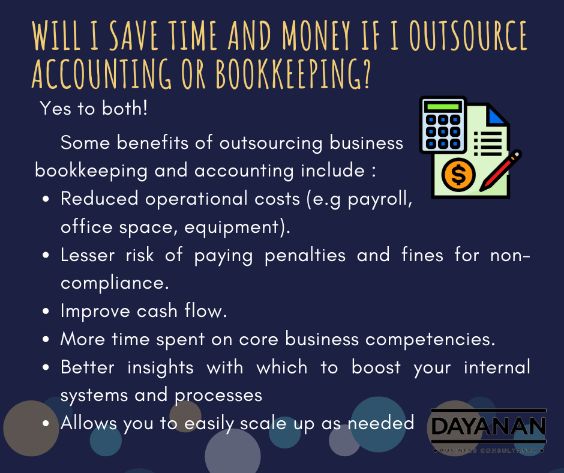 WILL I SAVE TIME AND MONEY IF I OUTSOURCE
ACCOUNTING OR BOOKKEEPING?
Yes to both!
Some benefits of outsourcing business
bookkeeping and accounting include :
• Reduced operational costs (e.g payroll,
office space, equipment).
• Lesser risk of paying penalties and fines for non-
compliance.
• Improve cash flow.
• More time spent on core business competencies.
• Better insights with which to boost your internal
systems and processes
• Allows you to easily scale up as needed
$
DAYANAN